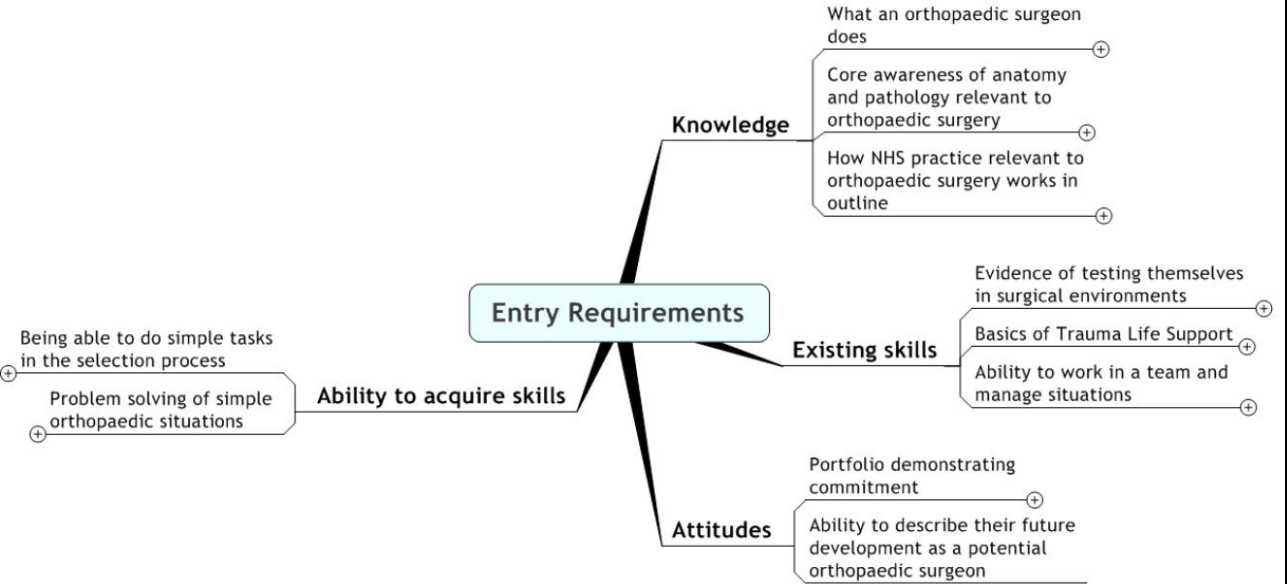 What an orthopaedic surgeon
does
Core awareness of anatomy
and pathology relevant to
orthopaedic surgery
Knowledge
How NHS practice relevant to
orthopaedic surgery works in
outline
Entry Requirements
Evidence of testing themselves
in surgical environments
Basics of Trauma Life Support
Existing skills
Ability to work in a team and
manage situations
Being able to do simple tasks
in the selection process
Ability to acquire skills
Problem solving of simple
orthopaedic situations
Portfolio demonstrating
commitment
Attitudes
Ability to describe their future
development as a potential
orthopaedic surgeon